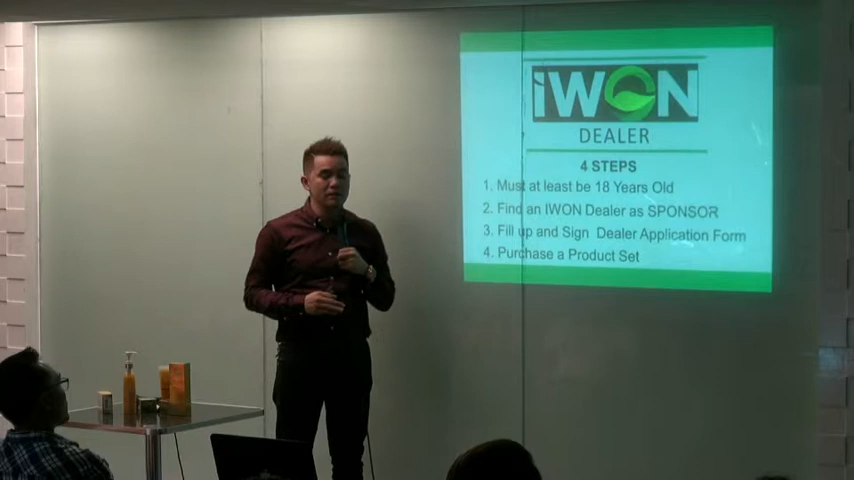 iWON
DEALER
4 STEPS
1. Must at least be 18 Years Old
2. Find an IWON Dealer as SPONSOR
3. Fill up and Sign Dealer Application Form
4. Purchase a Product Set